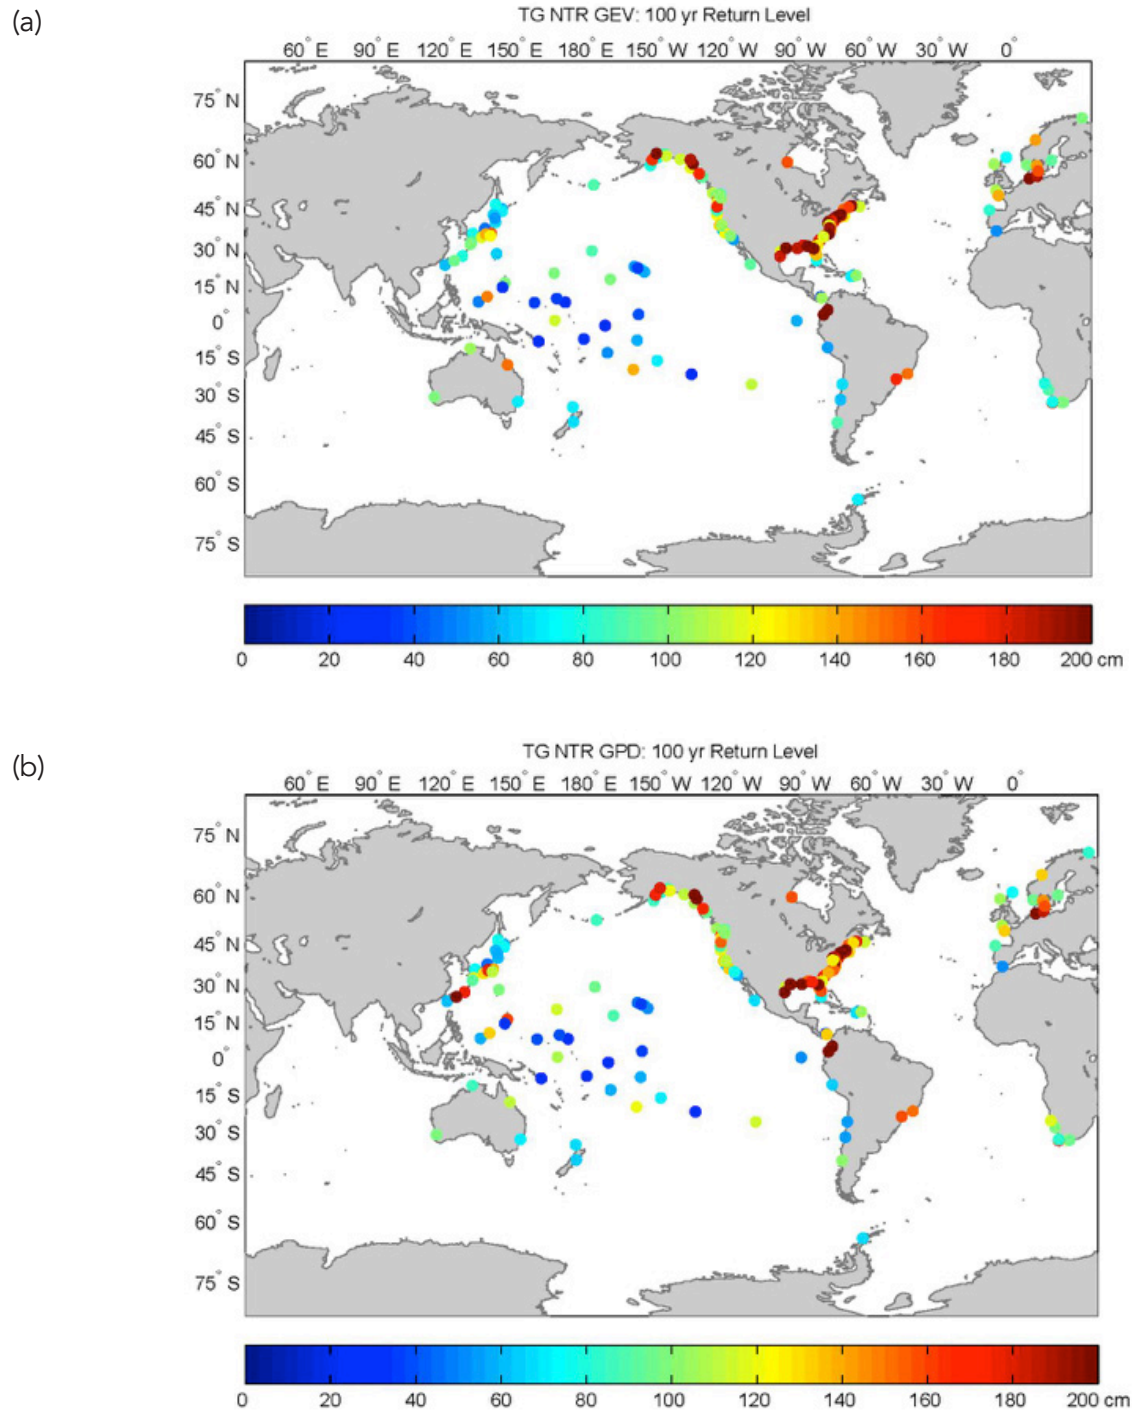 (a)
TG NTR GEV: 100 yr Return Level
60° E 90° E 120° E 150° E 180° E 150° W 120° W 90° W 60° W 30° W 0°
75° N
60° N
45° N
30° N
15° N
0°
15° S
30° S
45° S
60° S
75° S
0 20 40 60 80 100 120 140 160 180 200 cm
(b)
TG NTR GPD: 100 yr Return Level
60° E 90° E 120° E 150° E 180° E 150° W 120° W 90° W 60° W 30° W 0°
75° N
60° N
45° N
30° N
15° N
0°
15° S
30° S
45° S
60° S
75° S
0 20 40 60 80 100 120 140 160 180 200 cm